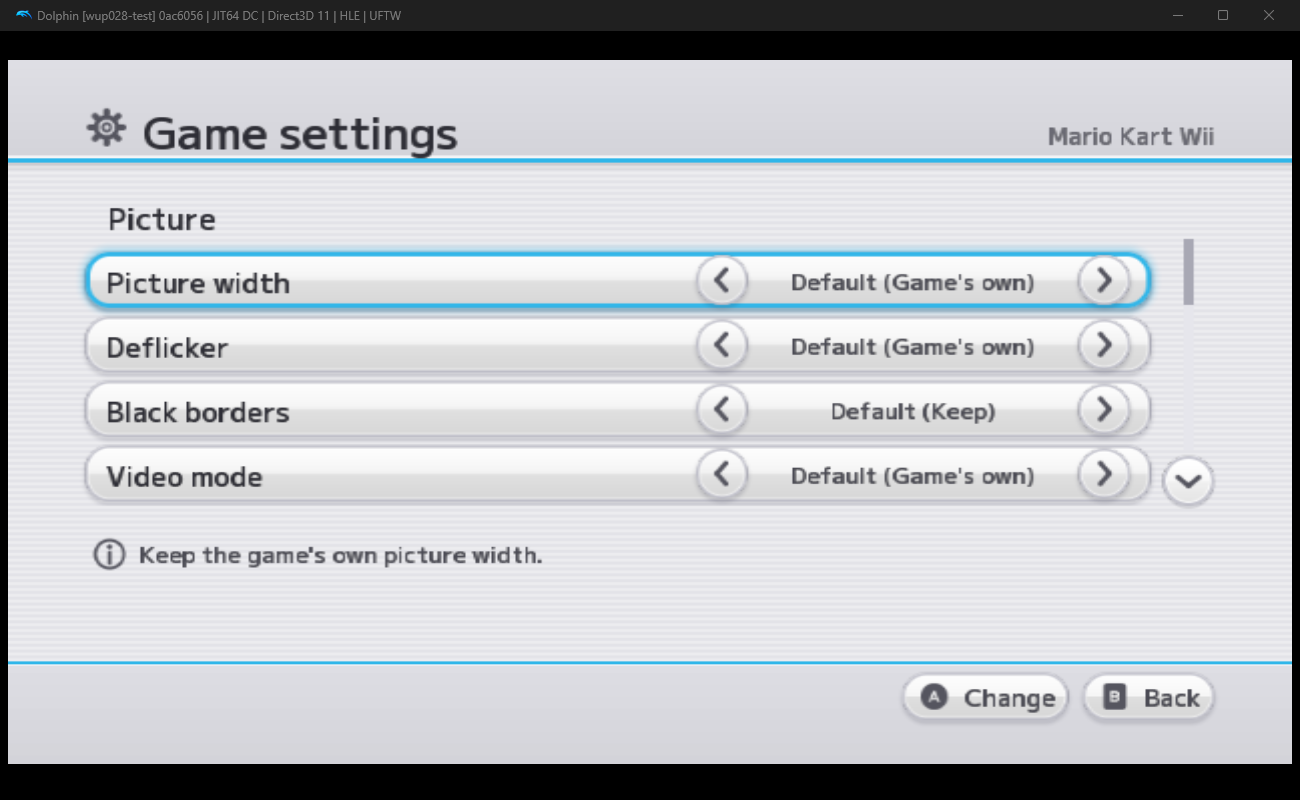 Dolphin [wup028-test] 0ac6056 | JIT64 DC | Direct3D 11 | HLE | UFTW
Game settings
Mario Kart Wii
Picture
Picture width
Default (Game's own)
Deflicker
Default (Game's own)
Black borders
Default (Keep)
Video mode
Default (Game's own)
Keep the game's own picture width.
A Change
B Back